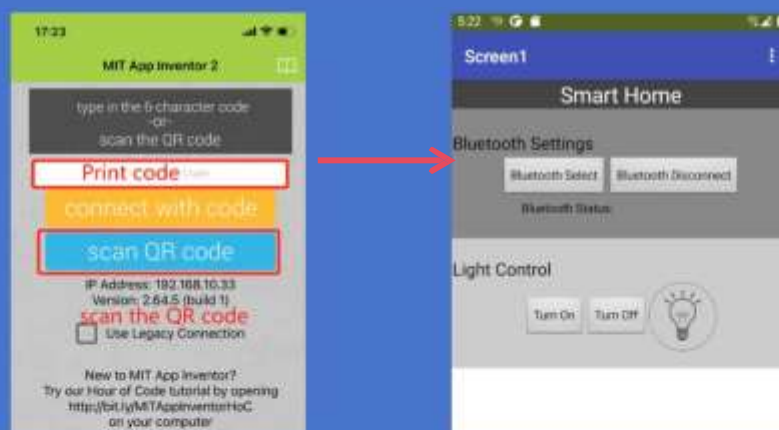 17:23
MIT App Inventor 2
type in the 6 character code
-or-
scan the QR code
Print code
connect with code
scan QR code
IP Address: 192.168.10.33
Version: 2.64.5 (build 1)
scan the QR code
Use Legacy Connection
New to MIT App Inventor?
Try our Hour of Code tutorial by opening
http://bit.ly/MITAppInventorHoC
on your computer
5:22
Screen1
Smart Home
Bluetooth Settings
Bluetooth Select Bluetooth Disconnect
Bluetooth Status
Light Control
Turn On Turn Off